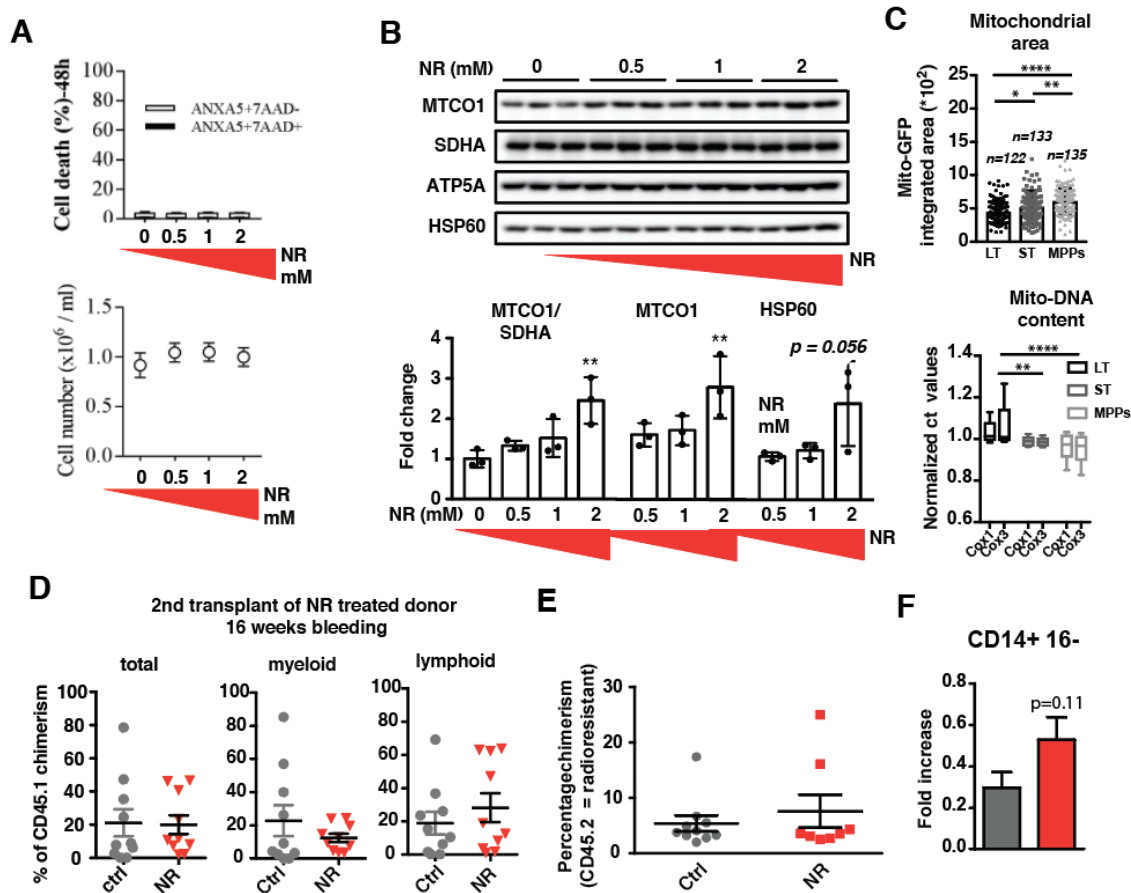 A
Cell death (%)-48h
100
80
60
40
20
0
ANXA5+7AAD-
ANXA5+7AAD+
0 0.5 1 2
NR
mM
Cell number (x10⁶ / ml)
1.5
1.0
0.5
0.0
0 0.5 1 2
NR
mM
B
NR (mM) 0 0.5 1 2
MTCO1
SDHA
ATP5A
HSP60
NR
MTCO1/
SDHA
MTCO1
HSP60
**
**
p = 0.056
NR
mM
Fold change
4
3
2
1
0
NR (mM) 0 0.5 1 2 0.5 1 2 0.5 1 2
NR
C
Mitochondrial
area
Mito-GFP
integrated area (*10²)
25
20
15
10
5
0
****
* **
n=122 n=133 n=135
LT ST MPPs
Mito-DNA
content
Normalized ct values
1.4
1.2
1.0
0.8
0.6
****
**
LT
ST
MPPs
Cox1 Cox3 Cox1 Cox3 Cox1 Cox3
D
2nd transplant of NR treated donor
16 weeks bleeding
% of CD45.1 chimerism
total
100
80
60
40
20
0
Ctrl NR
myeloid
100
80
60
40
20
0
Ctrl NR
lymphoid
100
80
60
40
20
0
Ctrl NR
E
Percentagechimerism
(CD45.2 = radioresistant)
30
20
10
0
Ctrl NR
F
CD14+ 16-
Fold increase
0.8
0.6
0.4
0.2
0.0
p=0.11